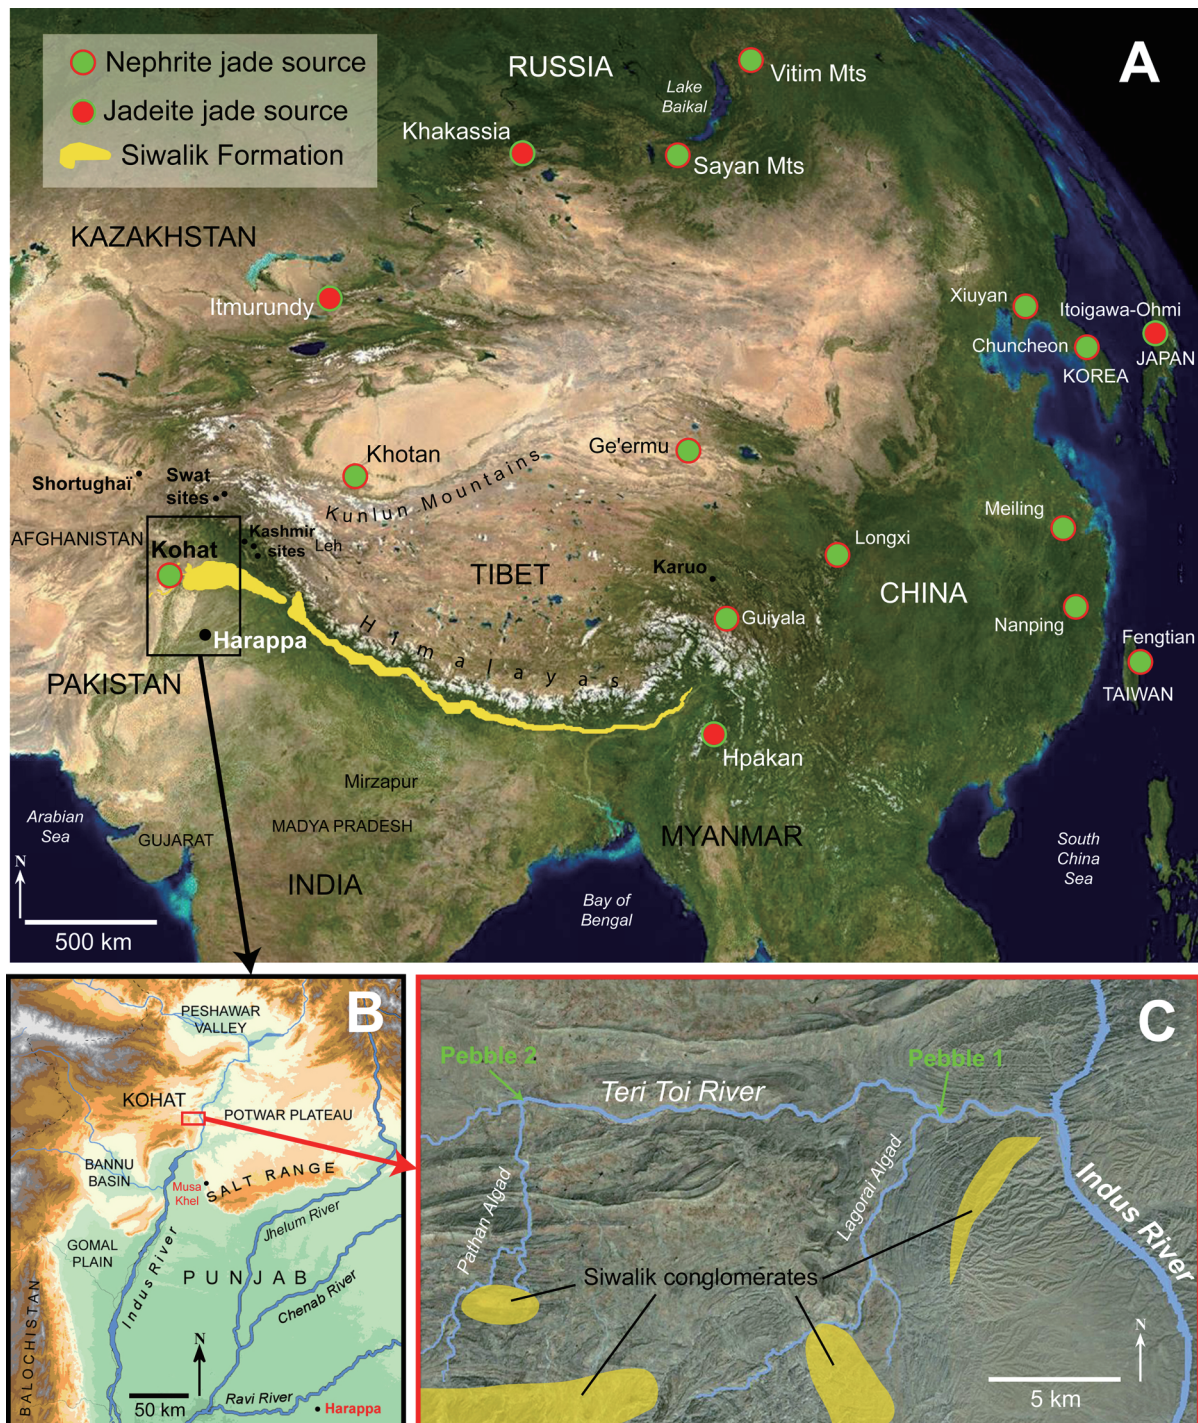 A
Nephrite jade source
Jadeite jade source
Siwalik Formation
RUSSIA
Vitim Mts
Lake
Baikal
Khakassia
Sayan Mts
KAZAKHSTAN
Itmurundy
Xiuyan
Itoigawa-Ohmi
Chuncheon
JAPAN
KOREA
Khotan
Ge'ermu
Kunlun Mountains
Shortughaï
Swat
sites
Meiling
AFGHANISTAN
Kashmir
sites
Leh
Kohat
Longxi
TIBET
Karuo
CHINA
Guiyala
Nanping
Himalayas
Harappa
Fengtian
PAKISTAN
TAIWAN
Hpakan
Mirzapur
Arabian
Sea
MADYA PRADESH
GUJARAT
MYANMAR
South
China
Sea
INDIA
Bay of
Bengal
N
500 km
B
PESHAWAR
VALLEY
KOHAT
POTWAR PLATEAU
BANNU
BASIN
Musa
Khel
SALT RANGE
Jhelum River
GOMAL
PLAIN
Indus River
PUNJAB
Chenab River
BALOCHISTAN
N
50 km
Ravi River
Harappa
C
Pebble 2
Pebble 1
Teri Toi River
Lagorai Algad
Pathan Algad
Indus River
Siwalik conglomerates
N
5 km